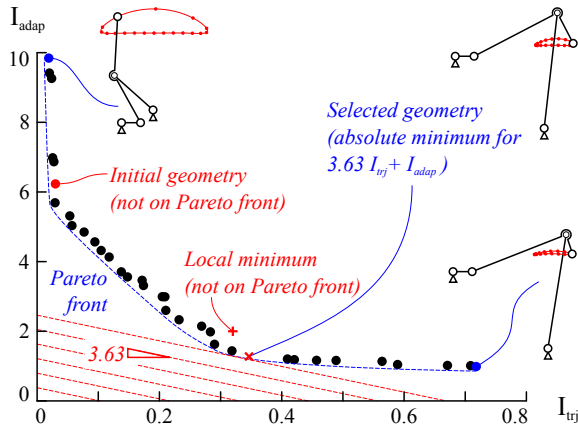 I_adap
10
8
6
4
2
0
0
0.2
0.4
0.6
0.8
I_trj
Initial geometry
(not on Pareto front)
Selected geometry
(absolute minimum for
3.63 I_trj + I_adap )
Local minimum
(not on Pareto front)
Pareto
front
3.63